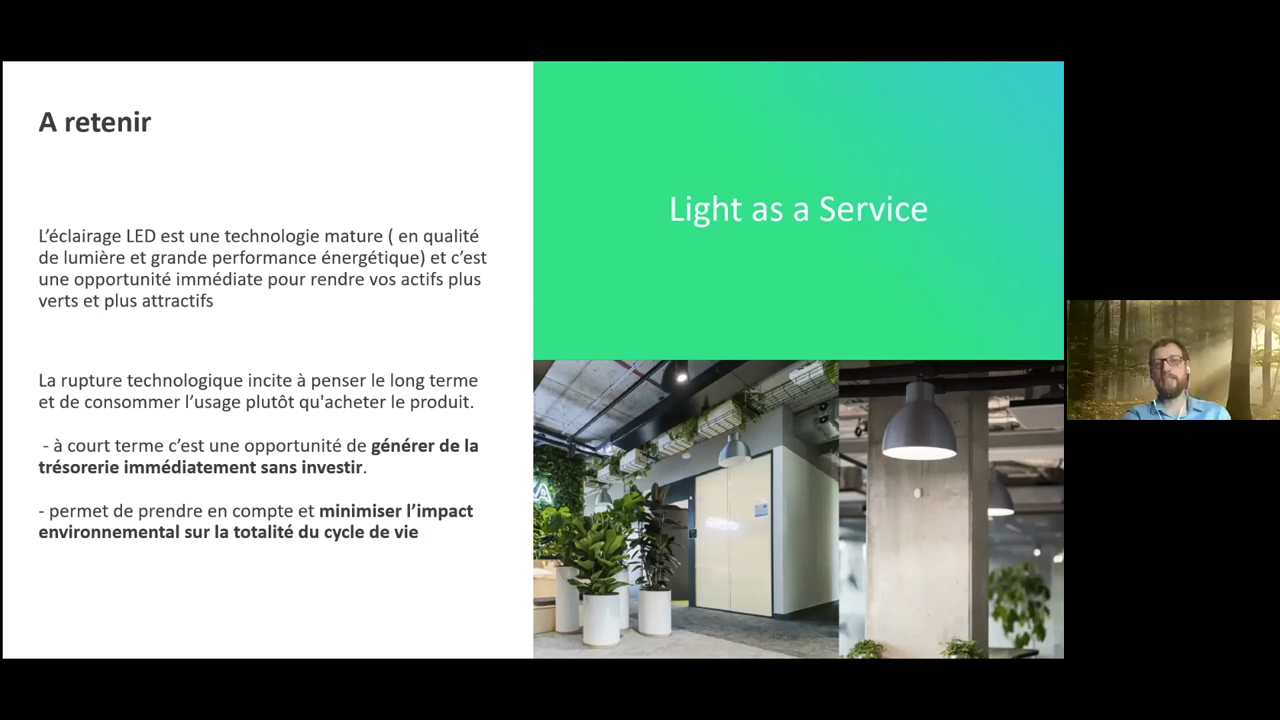 A retenir
L'éclairage LED est une technologie mature ( en qualité
de lumière et grande performance énergétique) et c'est
une opportunité immédiate pour rendre vos actifs plus
verts et plus attractifs
La rupture technologique incite à penser le long terme
et de consommer l'usage plutôt qu'acheter le produit.
- à court terme c'est une opportunité de générer de la
trésorerie immédiatement sans investir.
- permet de prendre en compte et minimiser l'impact
environnemental sur la totalité du cycle de vie
Light as a Service